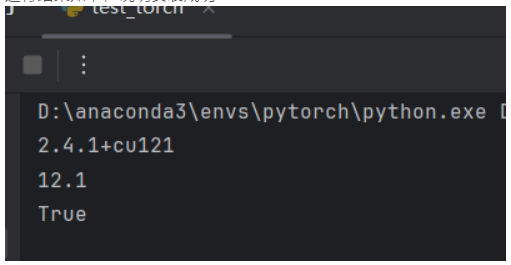 test_torch
D:\anaconda3\envs\pytorch\python.exe
2.4.1+cu121
12.1
True